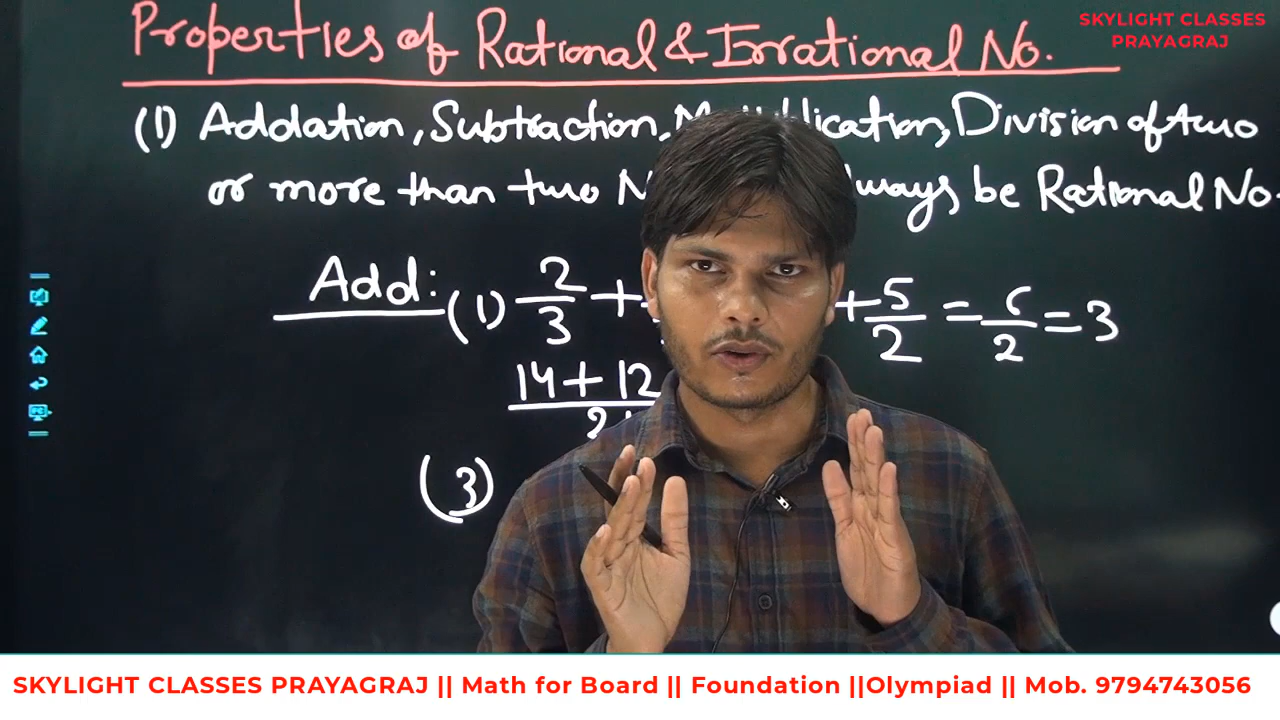 SKYLIGHT CLASSES
PRAYAGRAJ
Properties of Rational & Irrational No.
(1) Addation, Subtraction, Division of two
or more than two be Rational No.
Add: (1) 2/3 + + 5/2 = 6/2 = 3
14 + 12
(3)
SKYLIGHT CLASSES PRAYAGRAJ || Math for Board || Foundation ||Olympiad || Mob. 9794743056